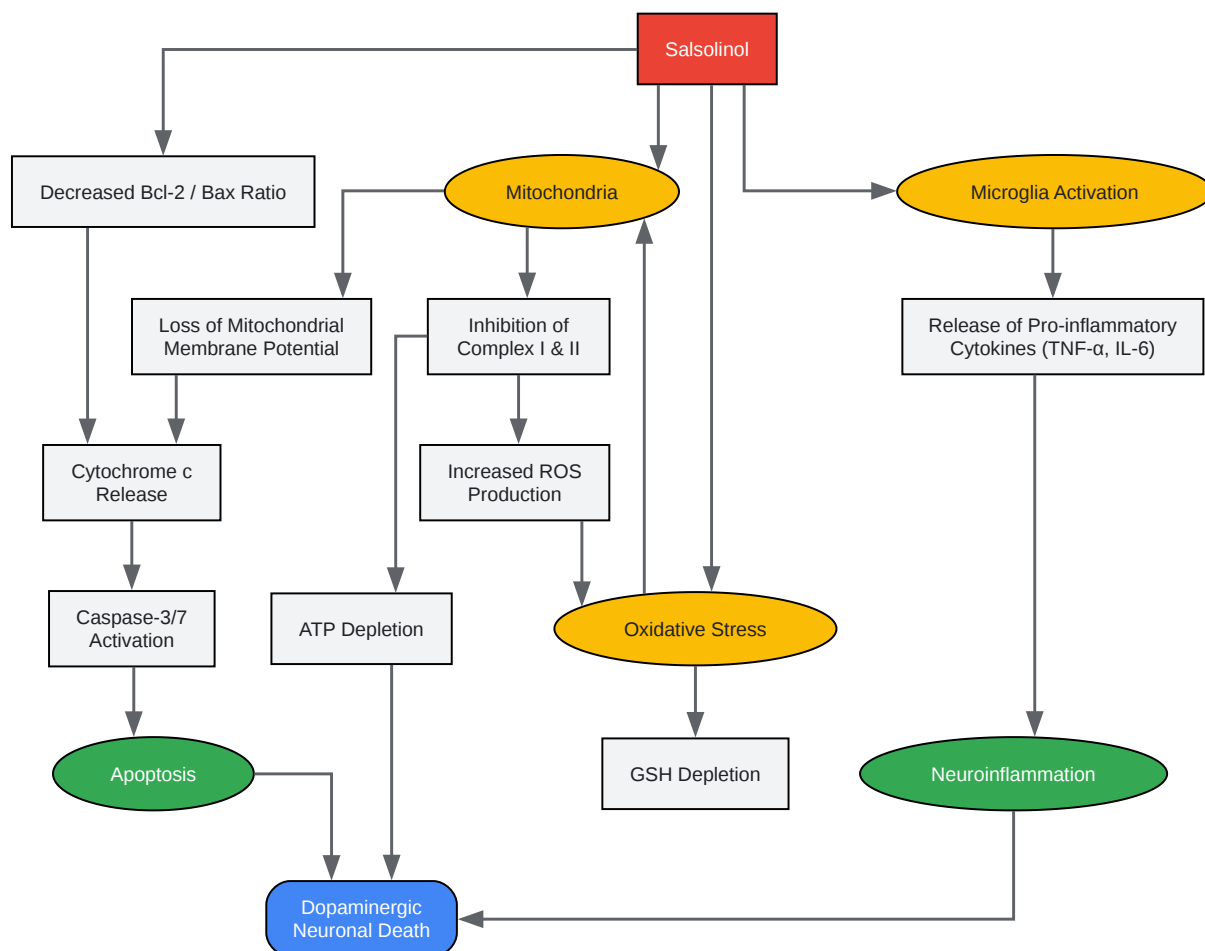 Salsolinol
Decreased Bcl-2 / Bax Ratio
Mitochondria
Microglia Activation
Loss of Mitochondrial
Membrane Potential
Inhibition of
Complex I & II
Release of Pro-inflammatory
Cytokines (TNF-α, IL-6)
Cytochrome c
Release
Increased ROS
Production
Caspase-3/7
Activation
ATP Depletion
Oxidative Stress
Apoptosis
GSH Depletion
Neuroinflammation
Dopaminergic
Neuronal Death